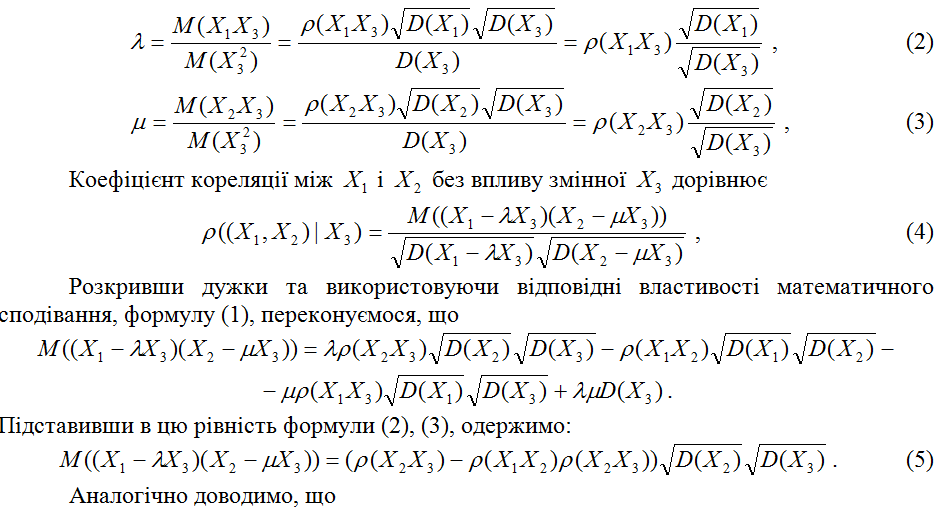 λ = M(X₁X₃)/M(X₃²) = ρ(X₁X₃)√D(X₁)√D(X₃)/D(X₃) = ρ(X₁X₃) √D(X₁)/√D(X₃) , (2)
μ = M(X₂X₃)/M(X₃²) = ρ(X₂X₃)√D(X₂)√D(X₃)/D(X₃) = ρ(X₂X₃) √D(X₂)/√D(X₃) , (3)
Коефіцієнт кореляції між X₁ і X₂ без впливу змінної X₃ дорівнює
ρ((X₁, X₂) | X₃) = M((X₁ − λX₃)(X₂ − μX₃))/√D(X₁ − λX₃)√D(X₂ − μX₃) , (4)
Розкривши дужки та використовуючи відповідні властивості математичного
сподівання, формулу (1), переконуємося, що
M((X₁ − λX₃)(X₂ − μX₃)) = λρ(X₂X₃)√D(X₂)√D(X₃) − ρ(X₁X₂)√D(X₁)√D(X₂) −
− μρ(X₁X₃)√D(X₁)√D(X₃) + λμD(X₃) .
Підставивши в цю рівність формули (2), (3), одержимо:
M((X₁ − λX₃)(X₂ − μX₃)) = (ρ(X₂X₃) − ρ(X₁X₂)ρ(X₂X₃))√D(X₂)√D(X₃) . (5)
Аналогічно доводимо, що